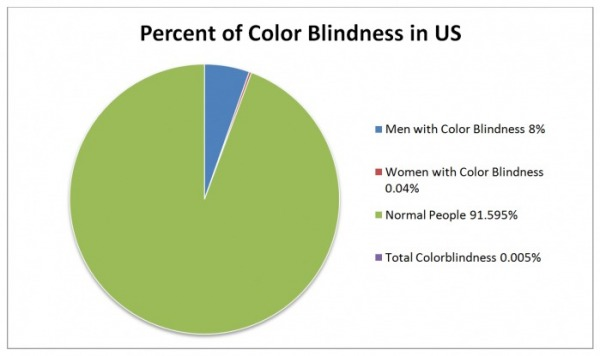 Percent of Color Blindness in US
Men with Color Blindness 8%
Women with Color Blindness
0.04%
Normal People 91.595%
Total Colorblindness 0.005%